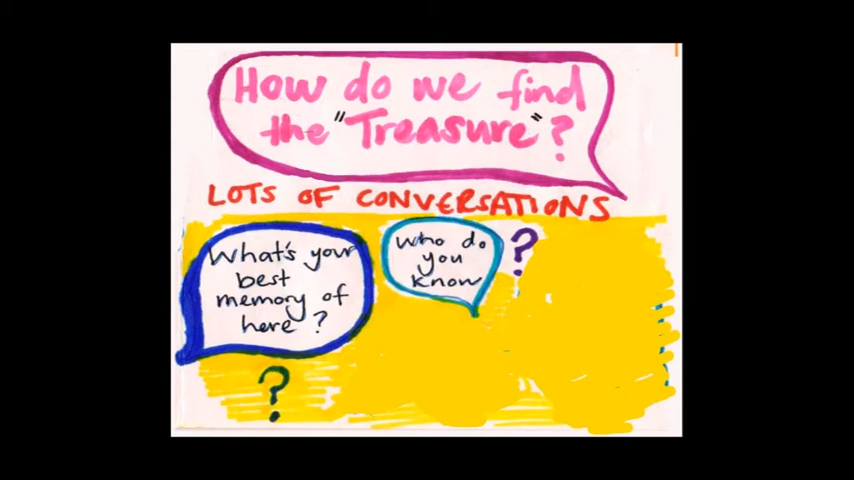 How do we find
the "Treasure"?
LOTS OF CONVERSATIONS
What's your
best
memory of
here?
?
Who do
you
know
?